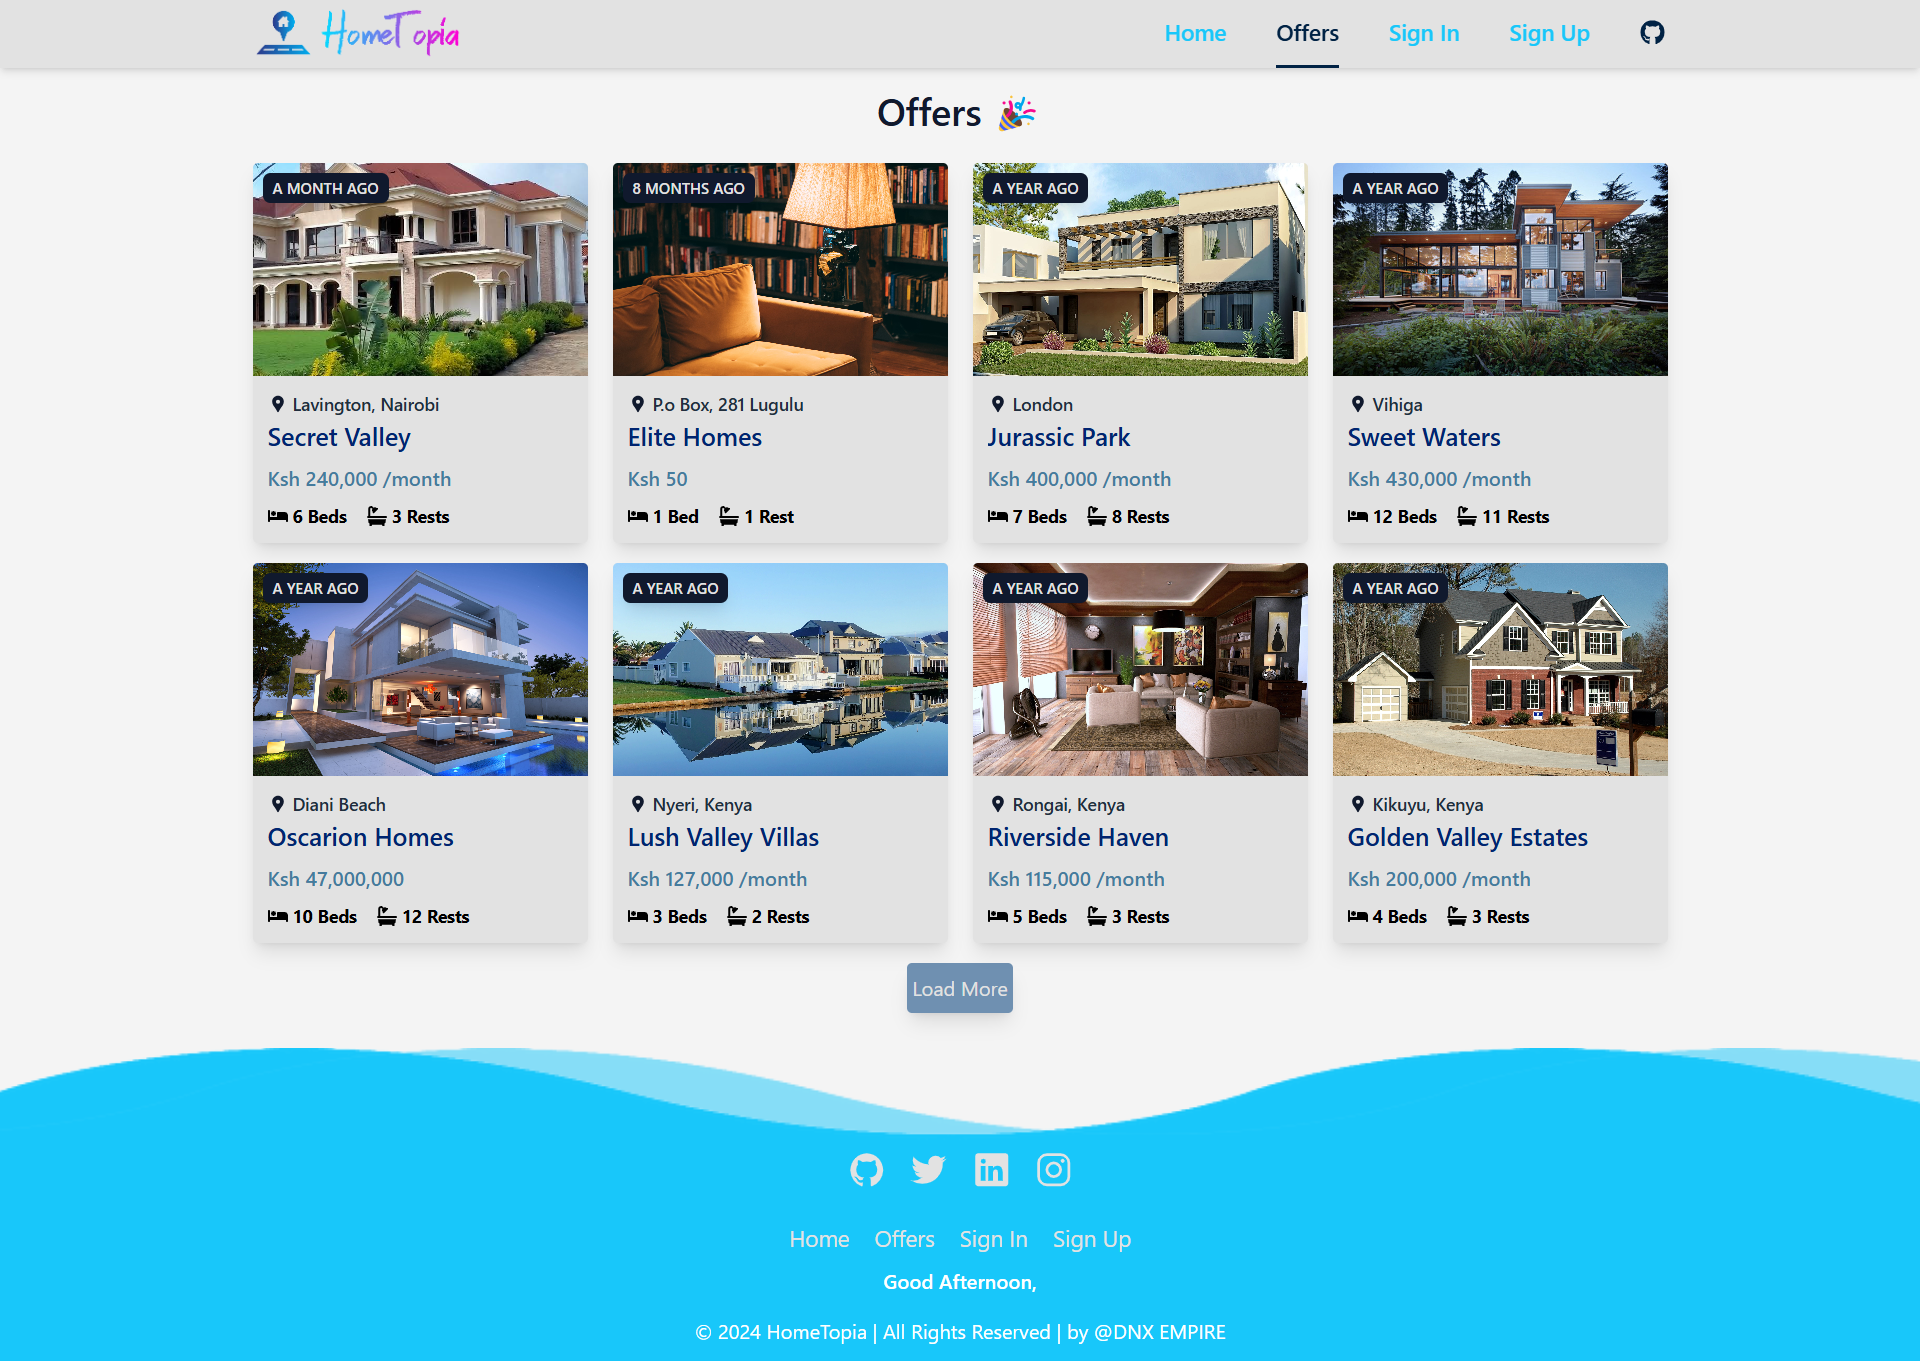 HomeTopia
Home Offers Sign In Sign Up
Offers 🎉
A MONTH AGO
Lavington, Nairobi
Secret Valley
Ksh 240,000 /month
6 Beds 3 Rests
8 MONTHS AGO
P.o Box, 281 Lugulu
Elite Homes
Ksh 50
1 Bed 1 Rest
A YEAR AGO
London
Jurassic Park
Ksh 400,000 /month
7 Beds 8 Rests
A YEAR AGO
Vihiga
Sweet Waters
Ksh 430,000 /month
12 Beds 11 Rests
A YEAR AGO
Diani Beach
Oscarion Homes
Ksh 47,000,000
10 Beds 12 Rests
A YEAR AGO
Nyeri, Kenya
Lush Valley Villas
Ksh 127,000 /month
3 Beds 2 Rests
A YEAR AGO
Rongai, Kenya
Riverside Haven
Ksh 115,000 /month
5 Beds 3 Rests
A YEAR AGO
Kikuyu, Kenya
Golden Valley Estates
Ksh 200,000 /month
4 Beds 3 Rests
Load More
Home Offers Sign In Sign Up
Good Afternoon,
© 2024 HomeTopia | All Rights Reserved | by @DNX EMPIRE